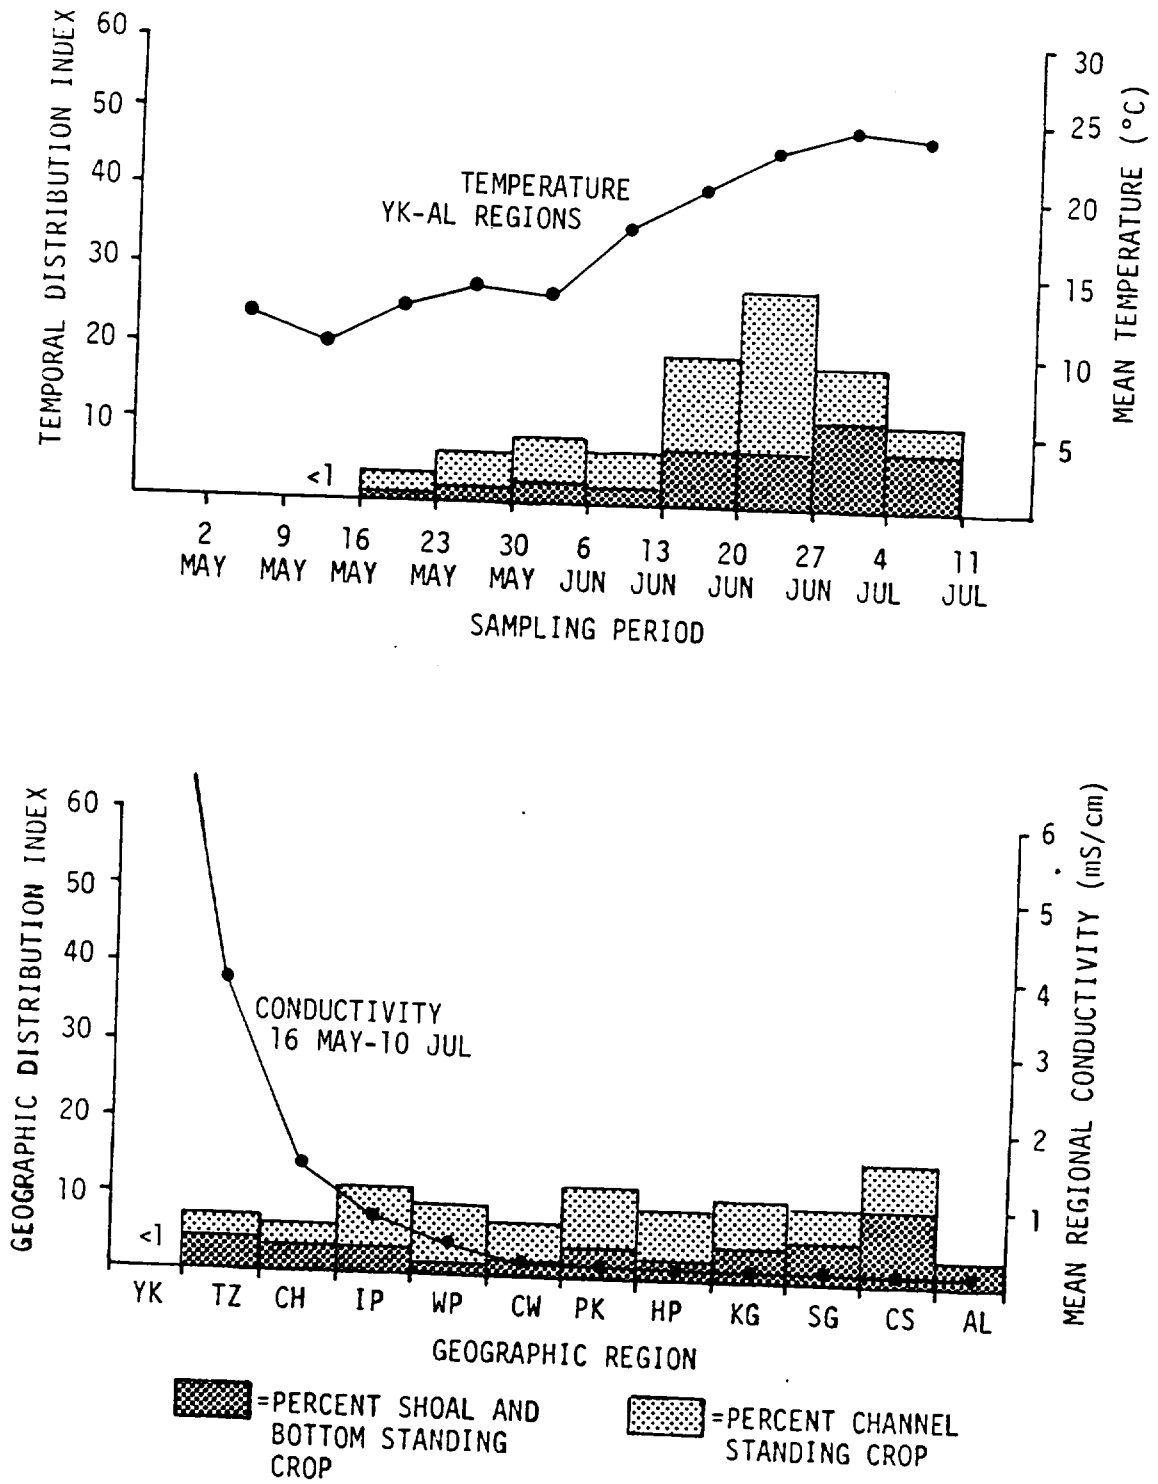 TEMPORAL DISTRIBUTION INDEX
60
50
40
30
20
10
TEMPERATURE
YK-AL REGIONS
<1
MEAN TEMPERATURE (°C)
30
25
20
15
10
5
2 9 16 23 30 6 13 20 27 4 11
MAY MAY MAY MAY MAY JUN JUN JUN JUN JUL JUL
SAMPLING PERIOD
GEOGRAPHIC DISTRIBUTION INDEX
60
50
40
30
20
10
CONDUCTIVITY
16 MAY-10 JUL
<1
MEAN REGIONAL CONDUCTIVITY (mS/cm)
6
5
4
3
2
1
YK TZ CH IP WP CW PK HP KG SG CS AL
GEOGRAPHIC REGION
=PERCENT SHOAL AND
BOTTOM STANDING
CROP
=PERCENT CHANNEL
STANDING CROP